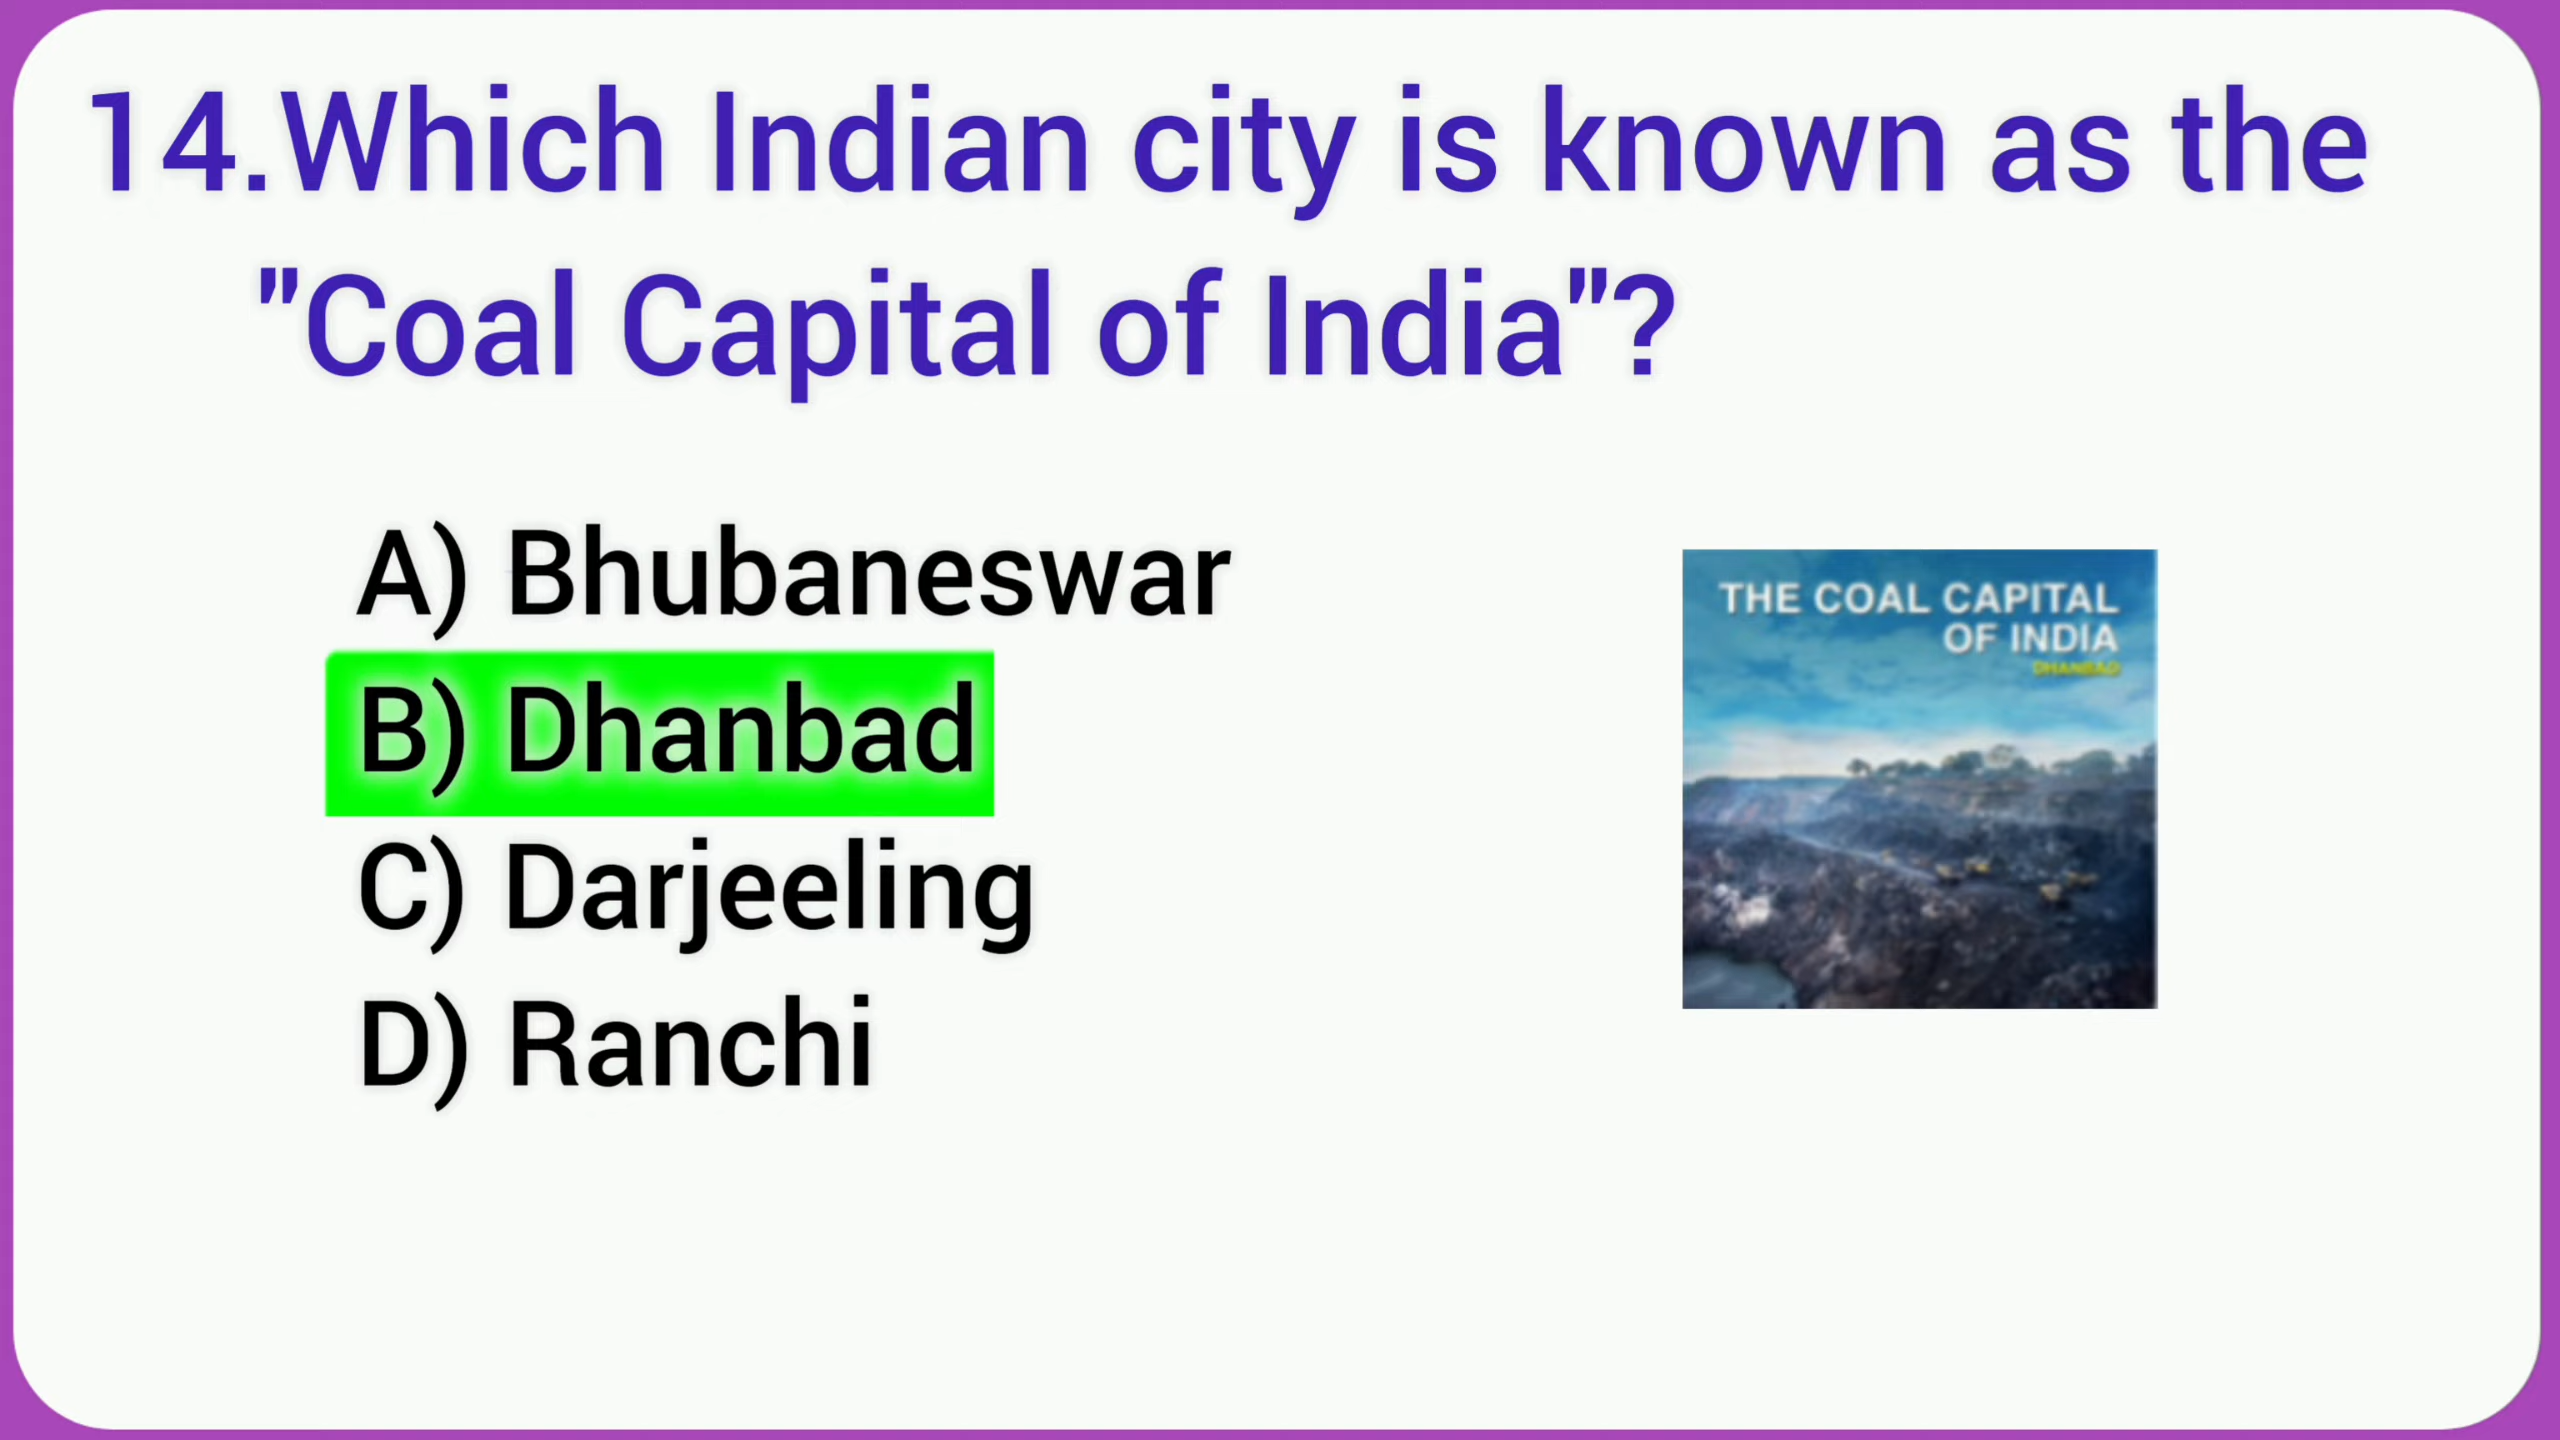 14.Which Indian city is known as the
"Coal Capital of India"?
A) Bhubaneswar
B) Dhanbad
C) Darjeeling
D) Ranchi
THE COAL CAPITAL
OF INDIA
DHANBAD